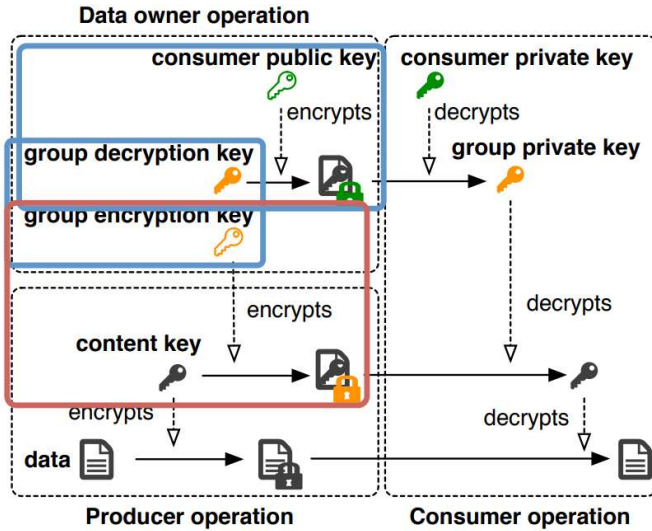 Data owner operation
consumer public key
consumer private key
encrypts
decrypts
group decryption key
group private key
group encryption key
encrypts
decrypts
content key
encrypts
decrypts
data
Producer operation
Consumer operation